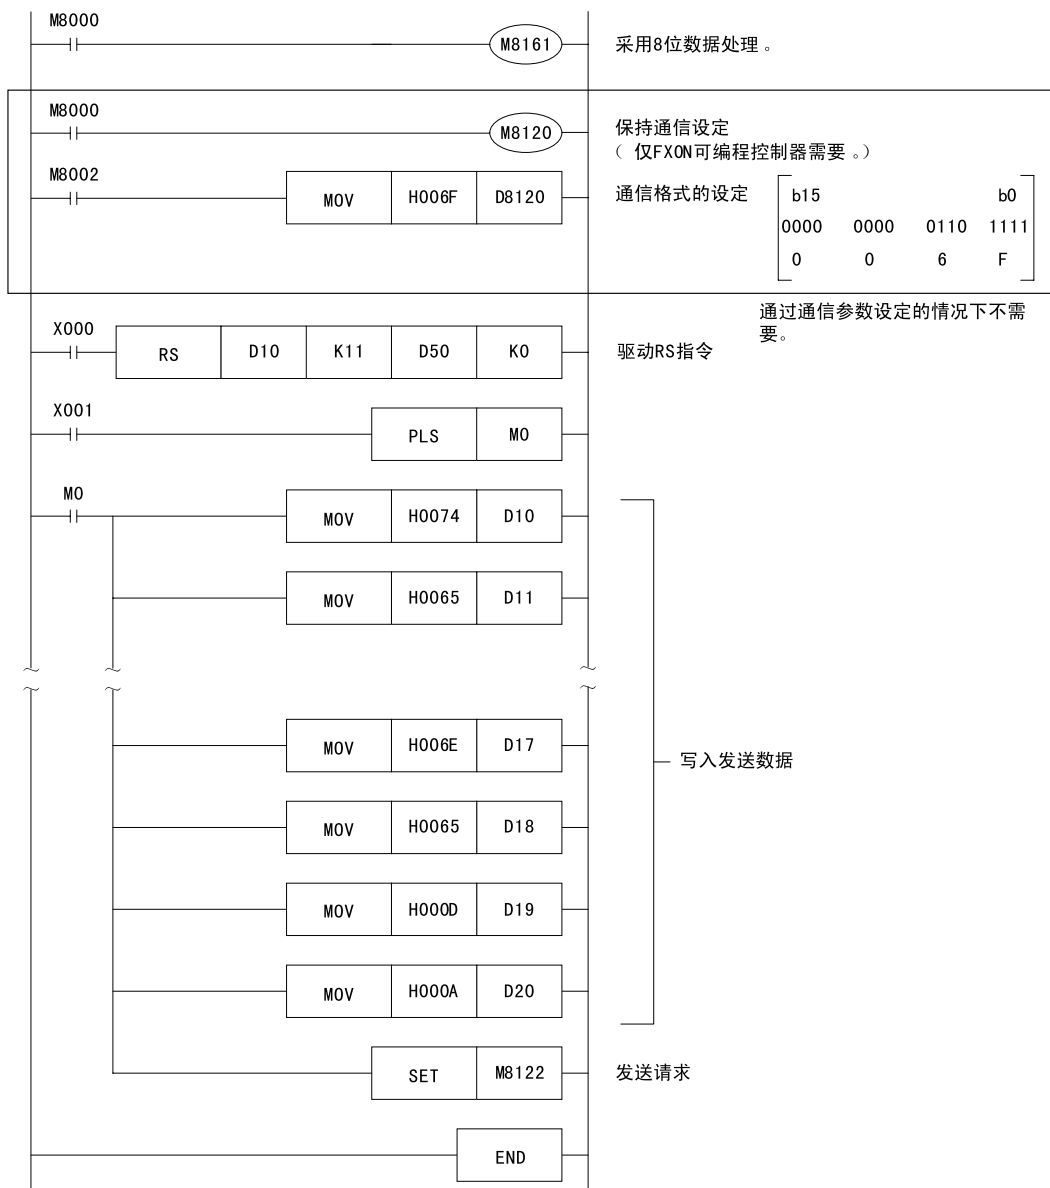 M8000
M8161 采用8位数据处理。
M8000
M8120 保持通信设定
（ 仅FXON可编程控制器需要 。）
M8002
MOV H006F D8120 通信格式的设定
b15 b0
0000 0000 0110 1111
0 0 6 F
通过通信参数设定的情况下不需
要。
X000
RS D10 K11 D50 K0 驱动RS指令
X001
PLS M0
M0
MOV H0074 D10
MOV H0065 D11
MOV H006E D17
写入发送数据
MOV H0065 D18
MOV H000D D19
MOV H000A D20
SET M8122 发送请求
END